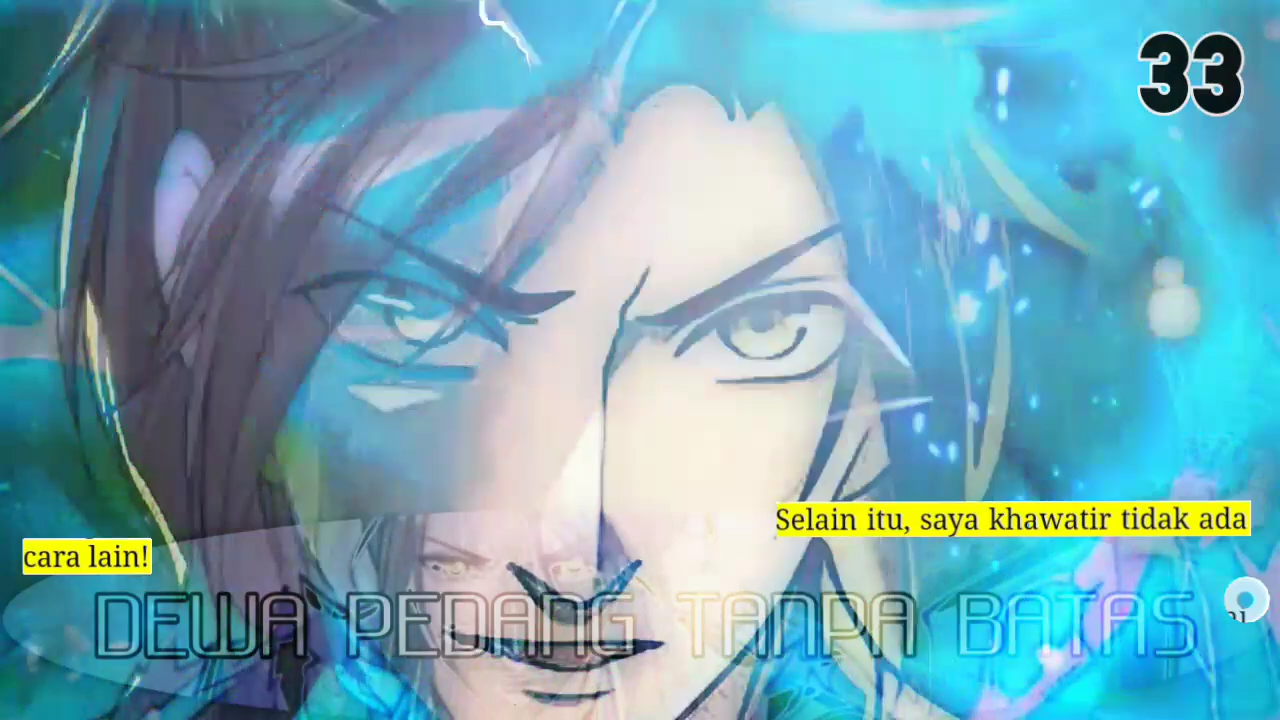 33
Selain itu, saya khawatir tidak ada
cara lain!
DEWA PEDANG TANPA BATAS